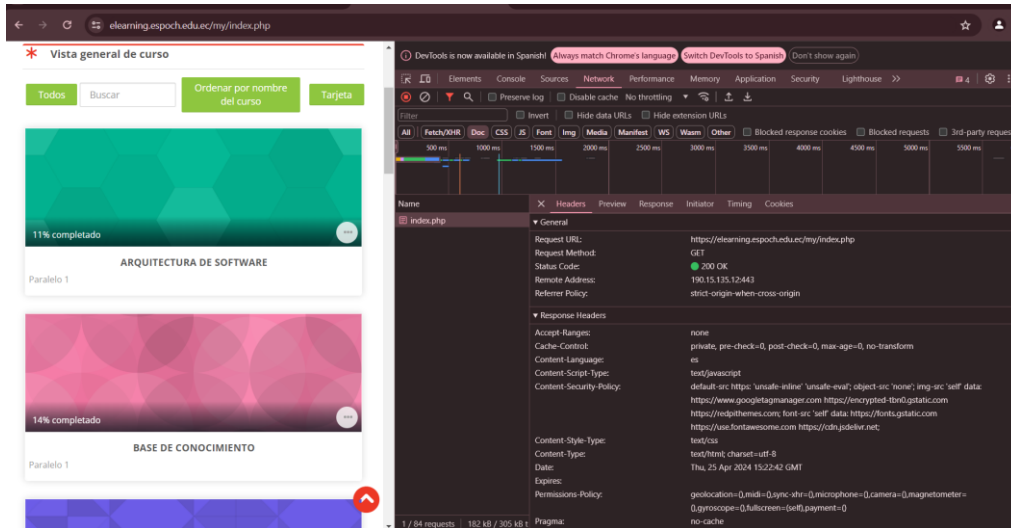 elearning.espoch.edu.ec/my/index.php
Vista general de curso
Todos
Buscar
Ordenar por nombre
del curso
Tarjeta
11% completado
ARQUITECTURA DE SOFTWARE
Paralelo 1
14% completado
BASE DE CONOCIMIENTO
Paralelo 1
DevTools is now available in Spanish! Always match Chrome's language Switch DevTools to Spanish Don't show again
Elements Console Sources Network Performance Memory Application Security Lighthouse 4
Preserve log Disable cache No throttling
Filter Invert Hide data URLs Hide extension URLs
All Fetch/XHR Doc CSS JS Font Img Media Manifest WS Wasm Other Blocked response cookies Blocked requests 3rd-party reques
500 ms 1000 ms 1500 ms 2000 ms 2500 ms 3000 ms 3500 ms 4000 ms 4500 ms 5000 ms 5500 ms
Name Headers Preview Response Initiator Timing Cookies
index.php
General
Request URL: https://elearning.espoch.edu.ec/my/index.php
Request Method: GET
Status Code: 200 OK
Remote Address: 190.15.135.12:443
Referrer Policy: strict-origin-when-cross-origin
Response Headers
Accept-Ranges: none
Cache-Control: private, pre-check=0, post-check=0, max-age=0, no-transform
Content-Language: es
Content-Script-Type: text/javascript
Content-Security-Policy: default-src https: 'unsafe-inline' 'unsafe-eval'; object-src 'none'; img-src 'self' data:
https://www.googletagmanager.com https://encrypted-tbn0.gstatic.com
https://redpithemes.com; font-src 'self' data: https://fonts.gstatic.com
https://use.fontawesome.com https://cdn.jsdelivr.net;
Content-Style-Type: text/css
Content-Type: text/html; charset=utf-8
Date: Thu, 25 Apr 2024 15:22:42 GMT
Expires:
Permissions-Policy: geolocation=(),midi=(),sync-xhr=(),microphone=(),camera=(),magnetometer=
(),gyroscope=(),fullscreen=(self),payment=()
Pragma: no-cache
1 / 84 requests 182 kB / 305 kB t